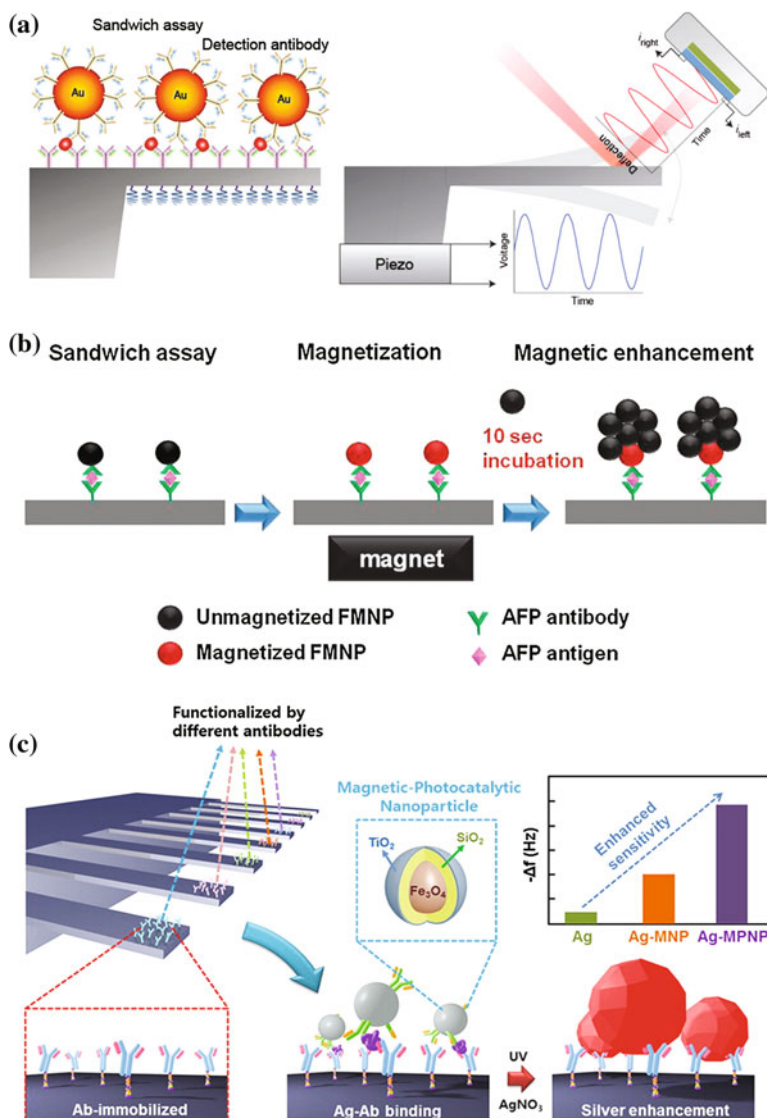 (a)
Sandwich assay
Detection antibody
Au
Au
Au
i right
i left
Time
Deflection
Piezo
Voltage
Time
(b)
Sandwich assay
Magnetization
Magnetic enhancement
10 sec
incubation
magnet
Unmagnetized FMNP
AFP antibody
Magnetized FMNP
AFP antigen
(c)
Functionalized by
different antibodies
Magnetic-Photocatalytic
Nanoparticle
TiO2
SiO2
Fe3O4
-Δf (Hz)
Enhanced
sensitivity
Ag
Ag-MNP
Ag-MPNP
Ab-immobilized
Ag-Ab binding
UV
AgNO3
Silver enhancement